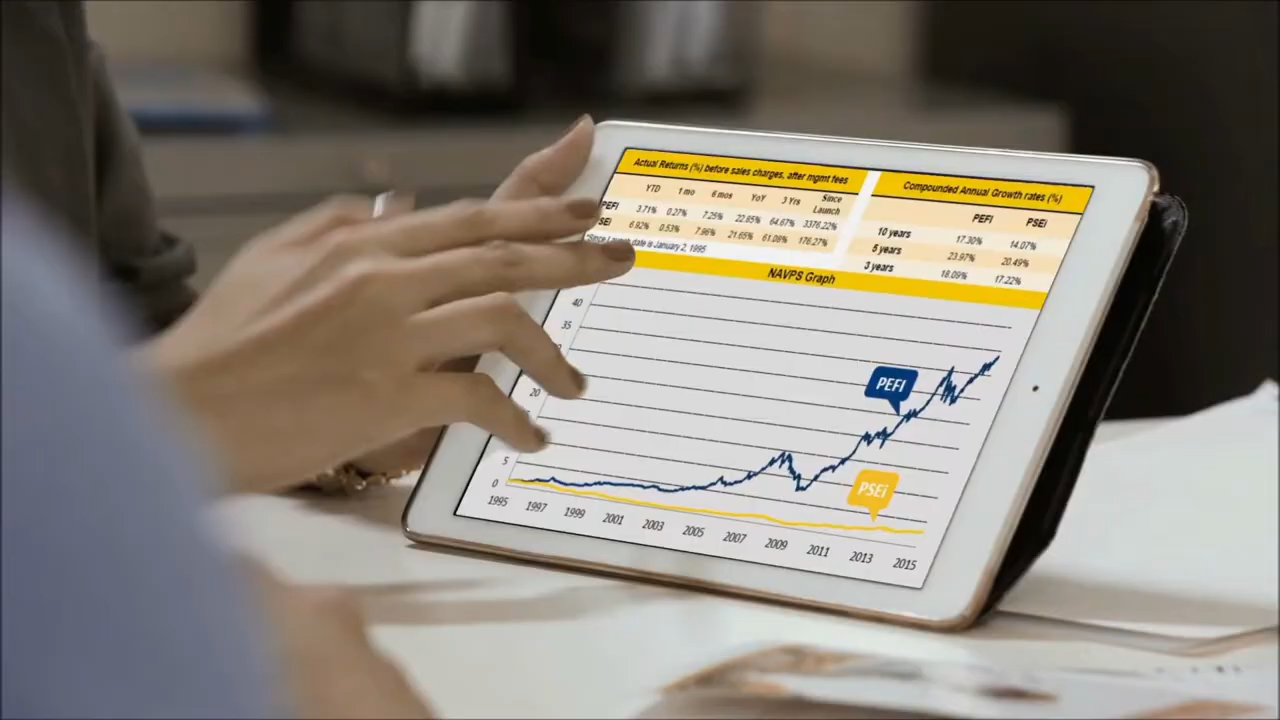 Actual Returns (%) before sales charges, after mgmt fees
YTD 1 mo 6 mos YoY 3 Yrs Since Launch
PEFI 3.71% 0.27% 7.25% 22.85% 64.67% 3376.22%
SEi 6.92% 0.53% 7.96% 21.65% 61.08% 176.27%
date is January 2, 1995
Compounded Annual Growth rates (%)
PEFI PSEi
10 years 17.30% 14.07%
5 years 23.97% 20.49%
3 years 18.09% 17.22%
NAVPS Graph
40
35
20
5
0
PEFI
PSEi
1995 1997 1999 2001 2003 2005 2007 2009 2011 2013 2015